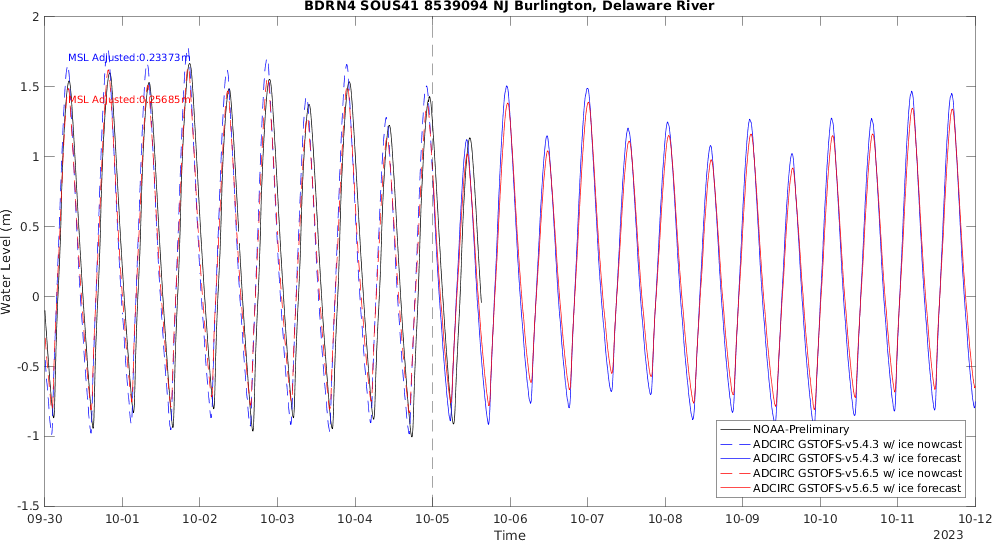 BDRN4 SOUS41 8539094 NJ Burlington, Delaware River
MSL Adjusted:0.23373m
MSL Adjusted:0.25685m
Water Level (m)
2
1.5
1
0.5
0
-0.5
-1
-1.5
09-30 10-01 10-02 10-03 10-04 10-05 10-06 10-07 10-08 10-09 10-10 10-11 10-12
Time
2023
NOAA-Preliminary
ADCIRC GSTOFS-v5.4.3 w/ ice nowcast
ADCIRC GSTOFS-v5.4.3 w/ ice forecast
ADCIRC GSTOFS-v5.6.5 w/ ice nowcast
ADCIRC GSTOFS-v5.6.5 w/ ice forecast